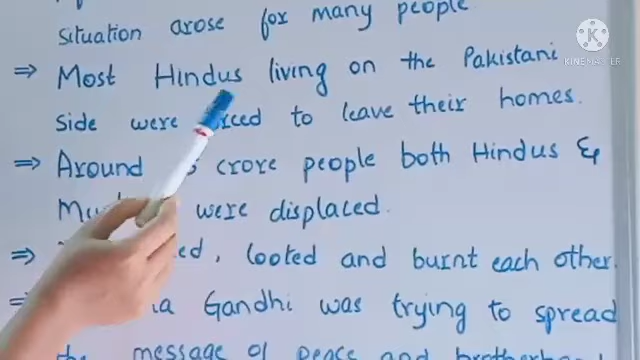 situation arose for many people.
⇒ Most Hindus living on the Pakistani
side were to leave their homes.
⇒ Around crore people both Hindus &
were displaced.
⇒ , looted and burnt each other.
⇒ Gandhi was trying to spread
the message of peace and
K
KINEMASTER